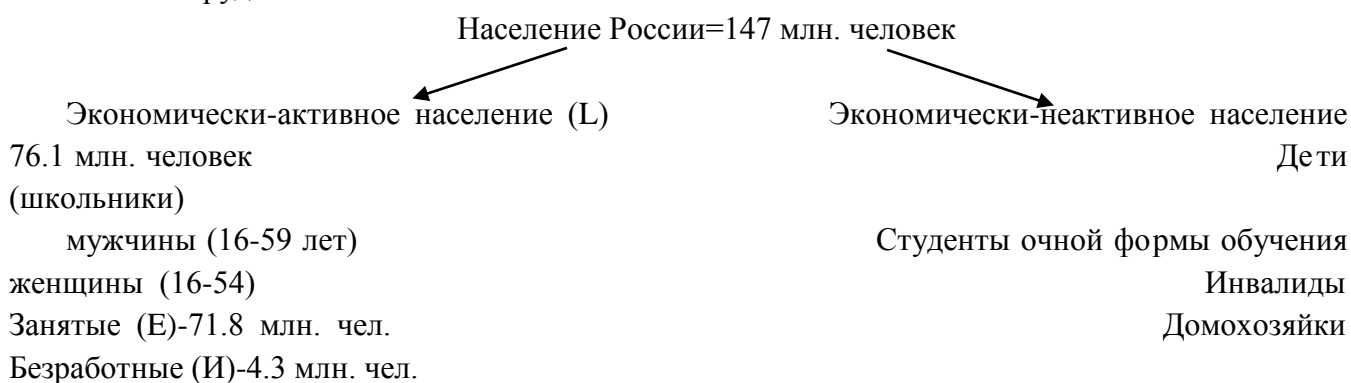 Население России=147 млн. человек
Экономически-активное население (L) Экономически-неактивное население
76.1 млн. человек Дети
(школьники)
мужчины (16-59 лет) Студенты очной формы обучения
женщины (16-54) Инвалиды
Занятые (Е)-71.8 млн. чел. Домохозяйки
Безработные (И)-4.3 млн. чел.